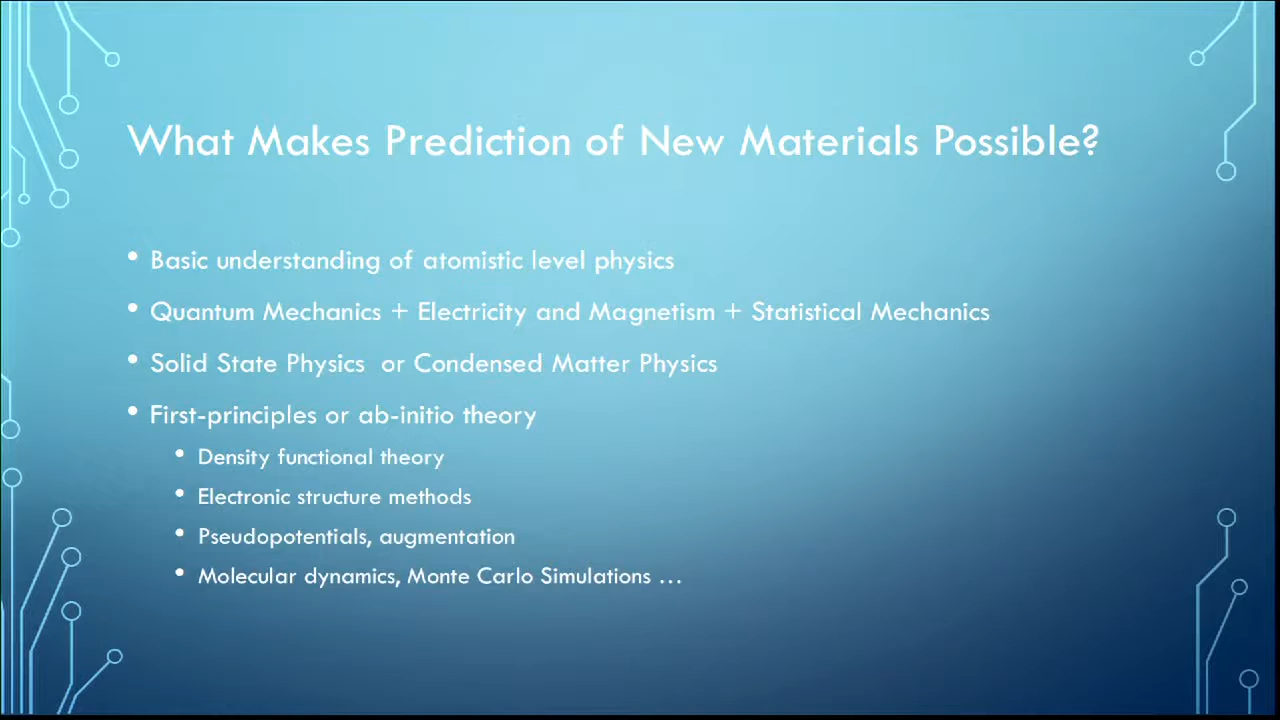 What Makes Prediction of New Materials Possible?
• Basic understanding of atomistic level physics
• Quantum Mechanics + Electricity and Magnetism + Statistical Mechanics
• Solid State Physics  or Condensed Matter Physics
• First-principles or ab-initio theory
• Density functional theory
• Electronic structure methods
• Pseudopotentials, augmentation
• Molecular dynamics, Monte Carlo Simulations …